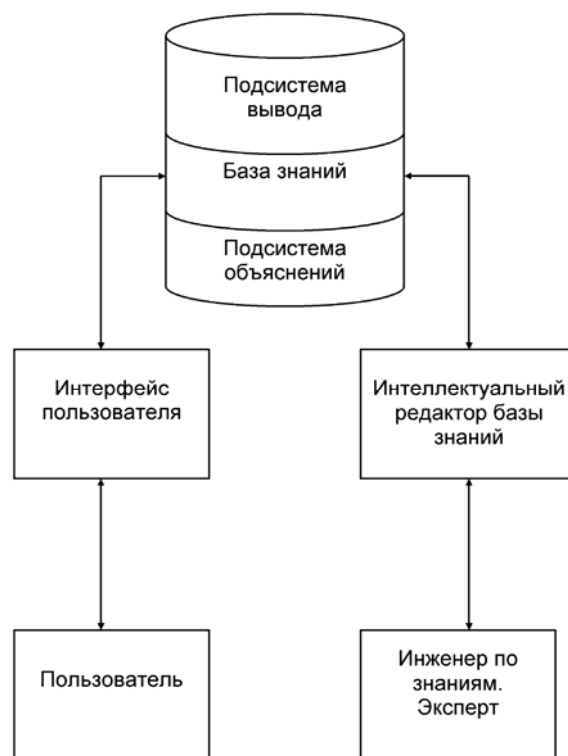 Подсистема
вывода
База знаний
Подсистема
объяснений
Интерфейс
пользователя
Интеллектуальный
редактор базы
знаний
Пользователь
Инженер по
знаниям.
Эксперт